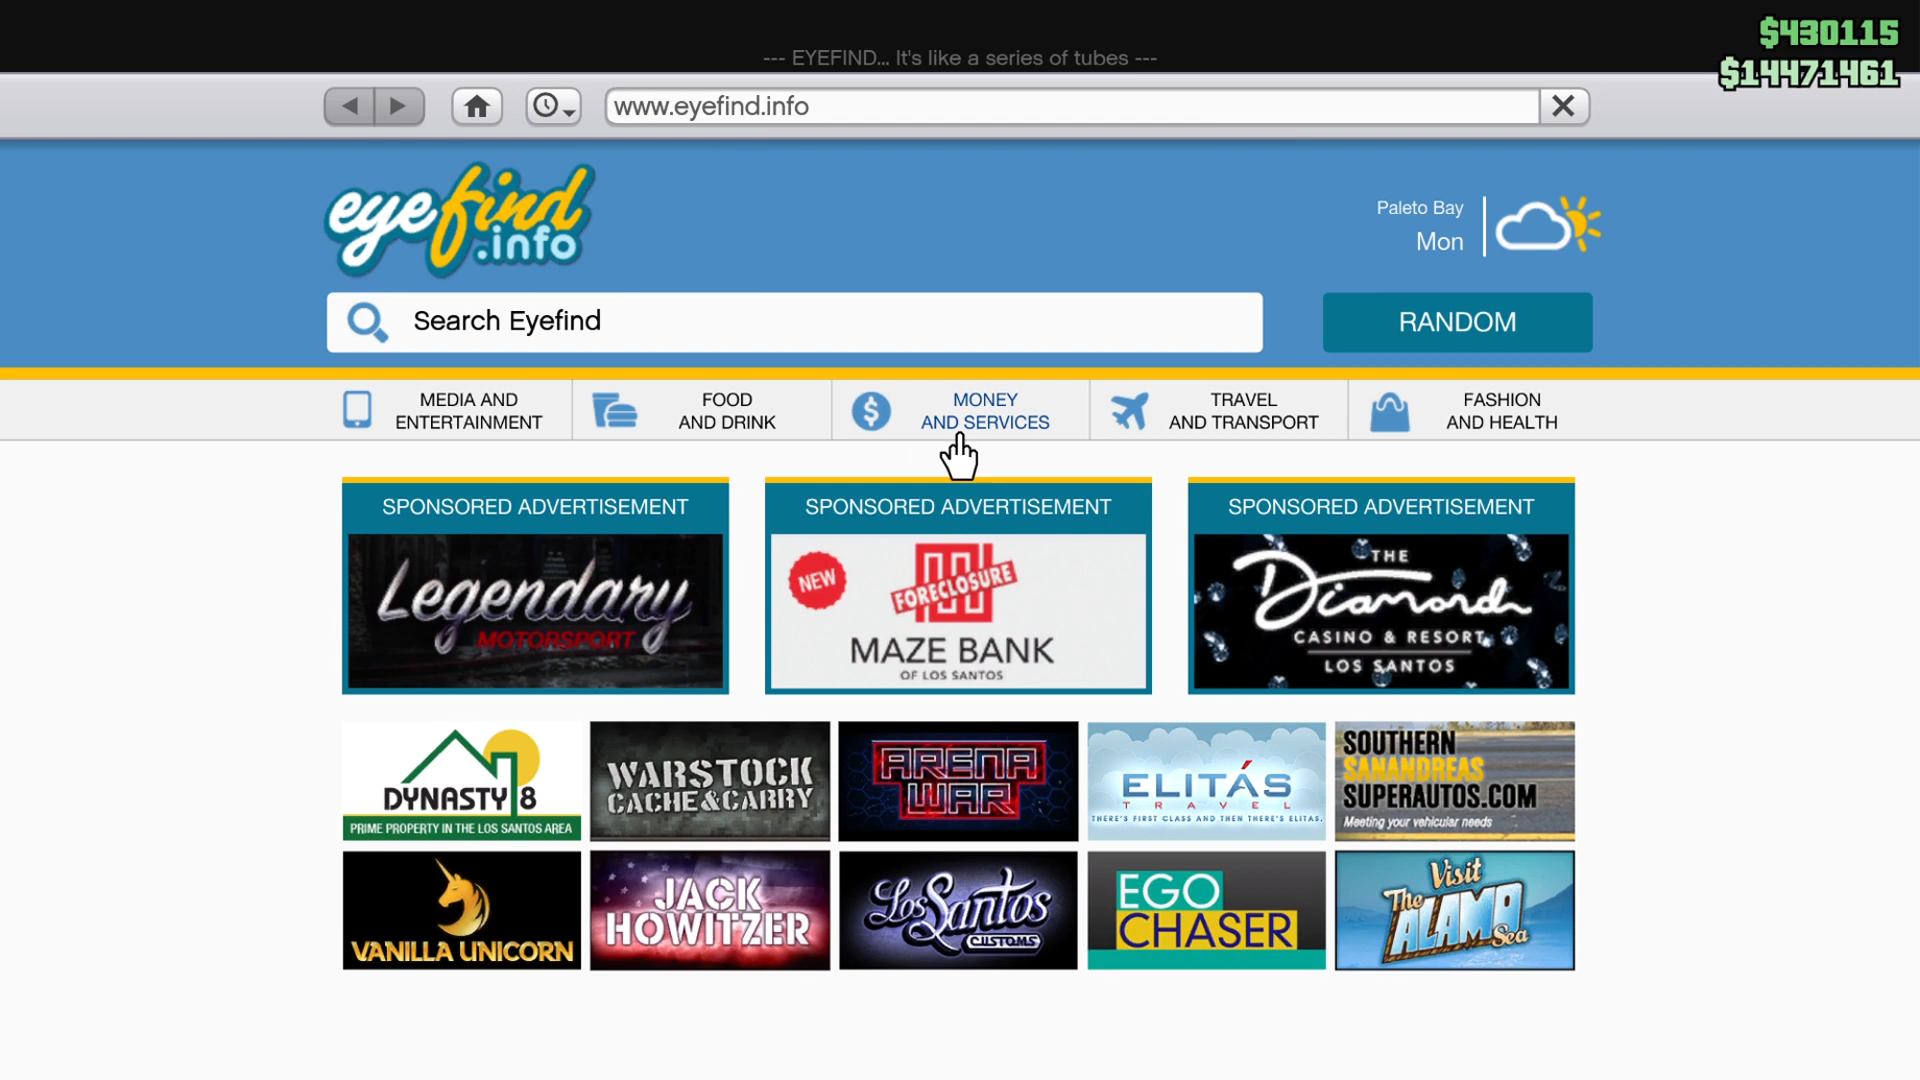 $430115
--- EYEFIND... It's like a series of tubes ---
$14471461
www.eyefind.info
eyefind
.info
Paleto Bay
Mon
Search Eyefind
RANDOM
MEDIA AND
ENTERTAINMENT
FOOD
AND DRINK
MONEY
AND SERVICES
TRAVEL
AND TRANSPORT
FASHION
AND HEALTH
SPONSORED ADVERTISEMENT
Legendary
MOTORSPORT
SPONSORED ADVERTISEMENT
NEW
FORECLOSURE
MAZE BANK
OF LOS SANTOS
SPONSORED ADVERTISEMENT
THE
Diamond
CASINO & RESORT
LOS SANTOS
DYNASTY 8
PRIME PROPERTY IN THE LOS SANTOS AREA
WARSTOCK
CACHE&CARRY
ARENA
WAR
ELITÁS
TRAVEL
THERE'S FIRST CLASS AND THEN THERE'S ELITAS.
SOUTHERN
SANANDREAS
SUPERAUTOS.COM
Meeting your vehicular needs
VANILLA UNICORN
JACK
HOWITZER
Los Santos
CUSTOMS
EGO
CHASER
Visit
The
ALAMO
Sea